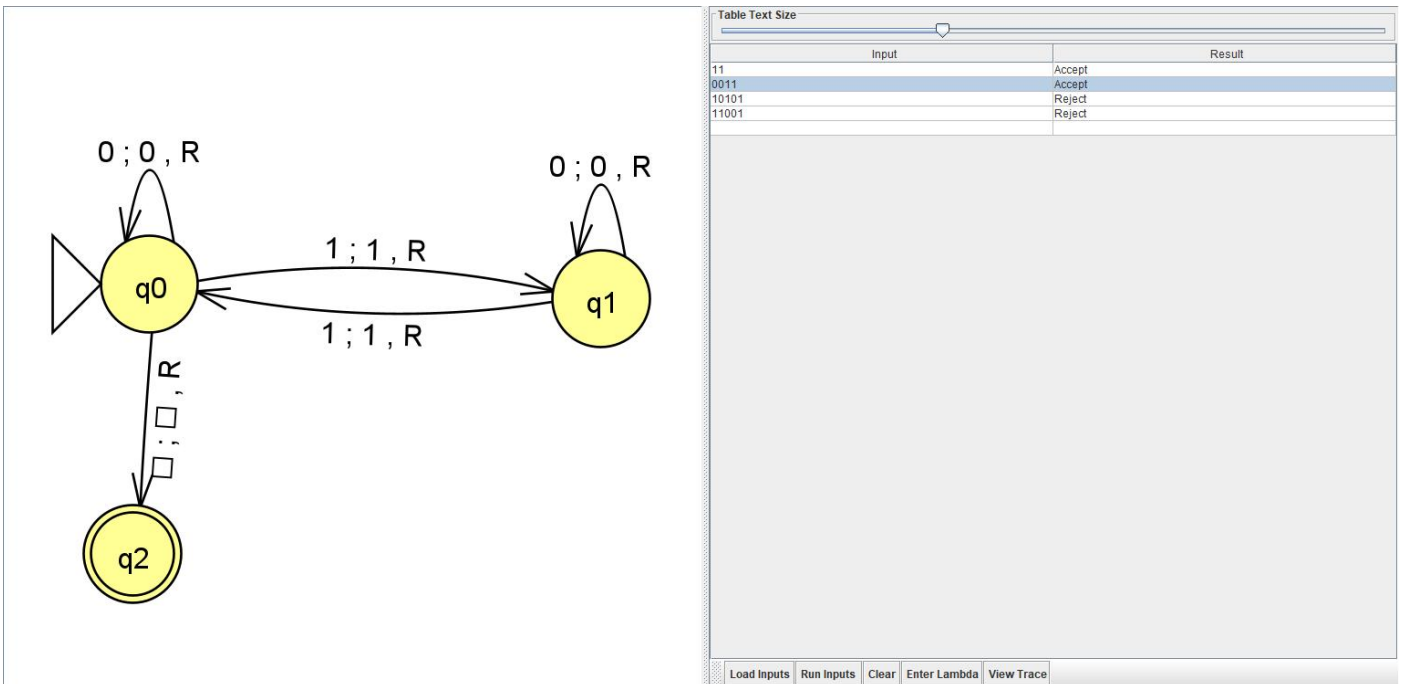 0 ; 0 , R
0 ; 0 , R
1 ; 1 , R
q0
q1
1 ; 1 , R
□ ; □ , R
q2
Table Text Size
Input Result
11 Accept
0011 Accept
10101 Reject
11001 Reject
Load Inputs Run Inputs Clear Enter Lambda View Trace